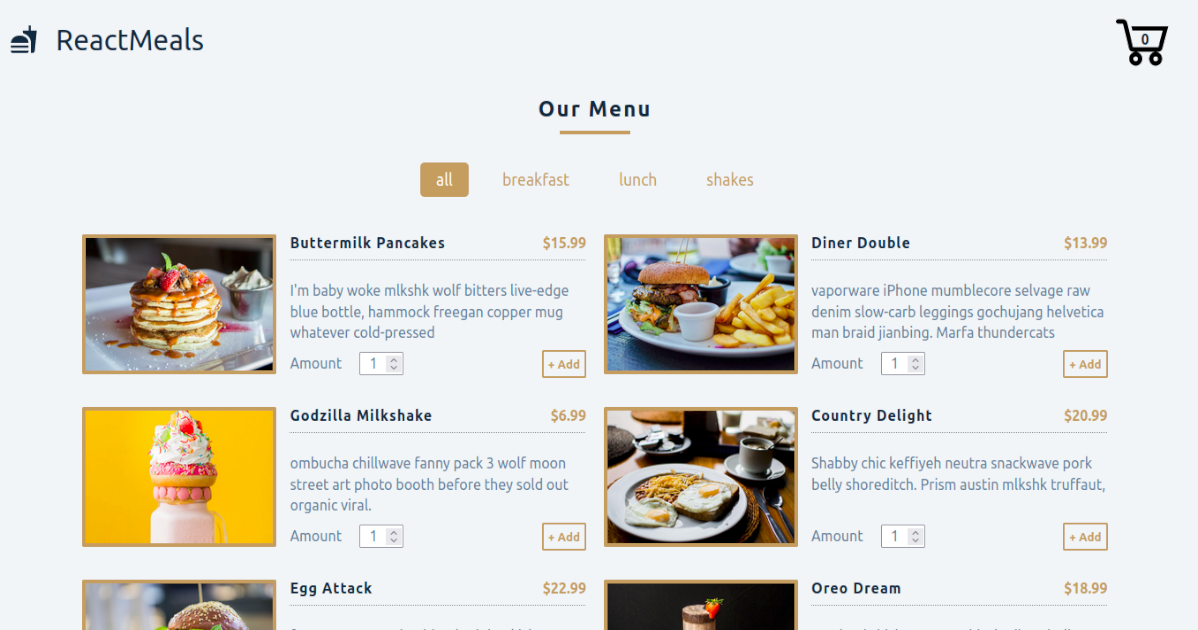 ReactMeals
0
Our Menu
all breakfast lunch shakes
Buttermilk Pancakes $15.99
I'm baby woke mlkshk wolf bitters live-edge
blue bottle, hammock freegan copper mug
whatever cold-pressed
Amount 1 + Add
Diner Double $13.99
vaporware iPhone mumblecore selvage raw
denim slow-carb leggings gochujang helvetica
man braid jianbing. Marfa thundercats
Amount 1 + Add
Godzilla Milkshake $6.99
ombucha chillwave fanny pack 3 wolf moon
street art photo booth before they sold out
organic viral.
Amount 1 + Add
Country Delight $20.99
Shabby chic keffiyeh neutra snackwave pork
belly shoreditch. Prism austin mlkshk truffaut,
Amount 1 + Add
Egg Attack $22.99
Oreo Dream $18.99